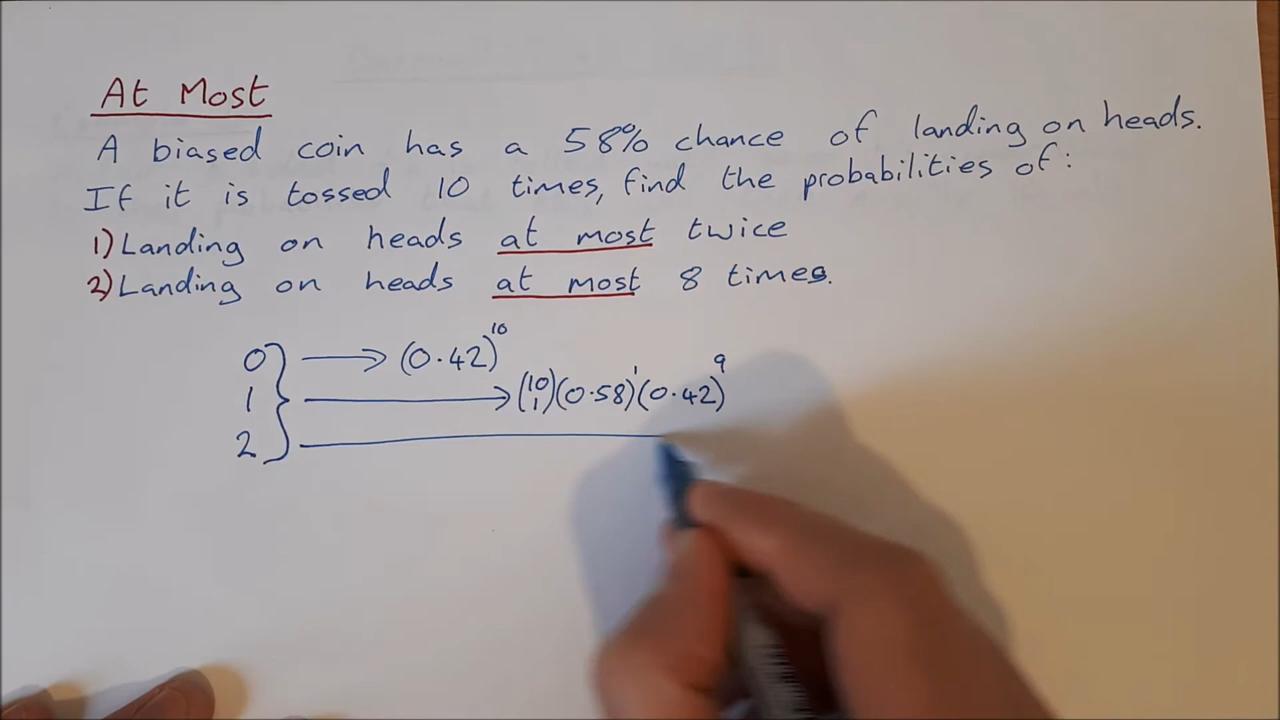 At Most
A biased coin has a 58% chance of landing on heads.
If it is tossed 10 times, find the probabilities of:
1) Landing on heads at most twice
2) Landing on heads at most 8 times.
0 } → (0.42)^10
1 } → (10 1)(0.58)^1(0.42)^9
2 }